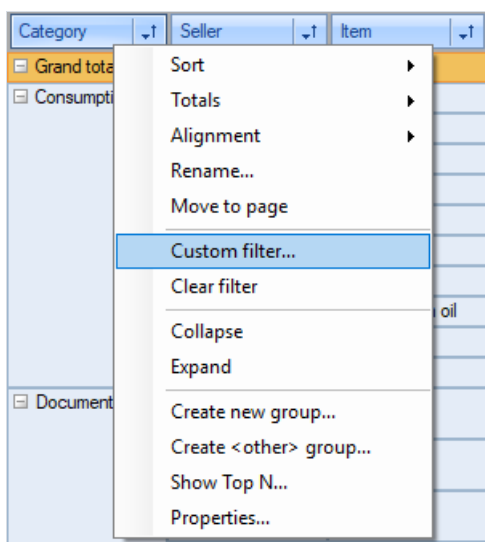 Category Seller Item
Grand tota
Sort
Consumpti
Totals
Alignment
Rename...
Move to page
Custom filter...
Clear filter
oil
Collapse
Expand
Document
Create new group...
Create <other> group...
Show Top N...
Properties...